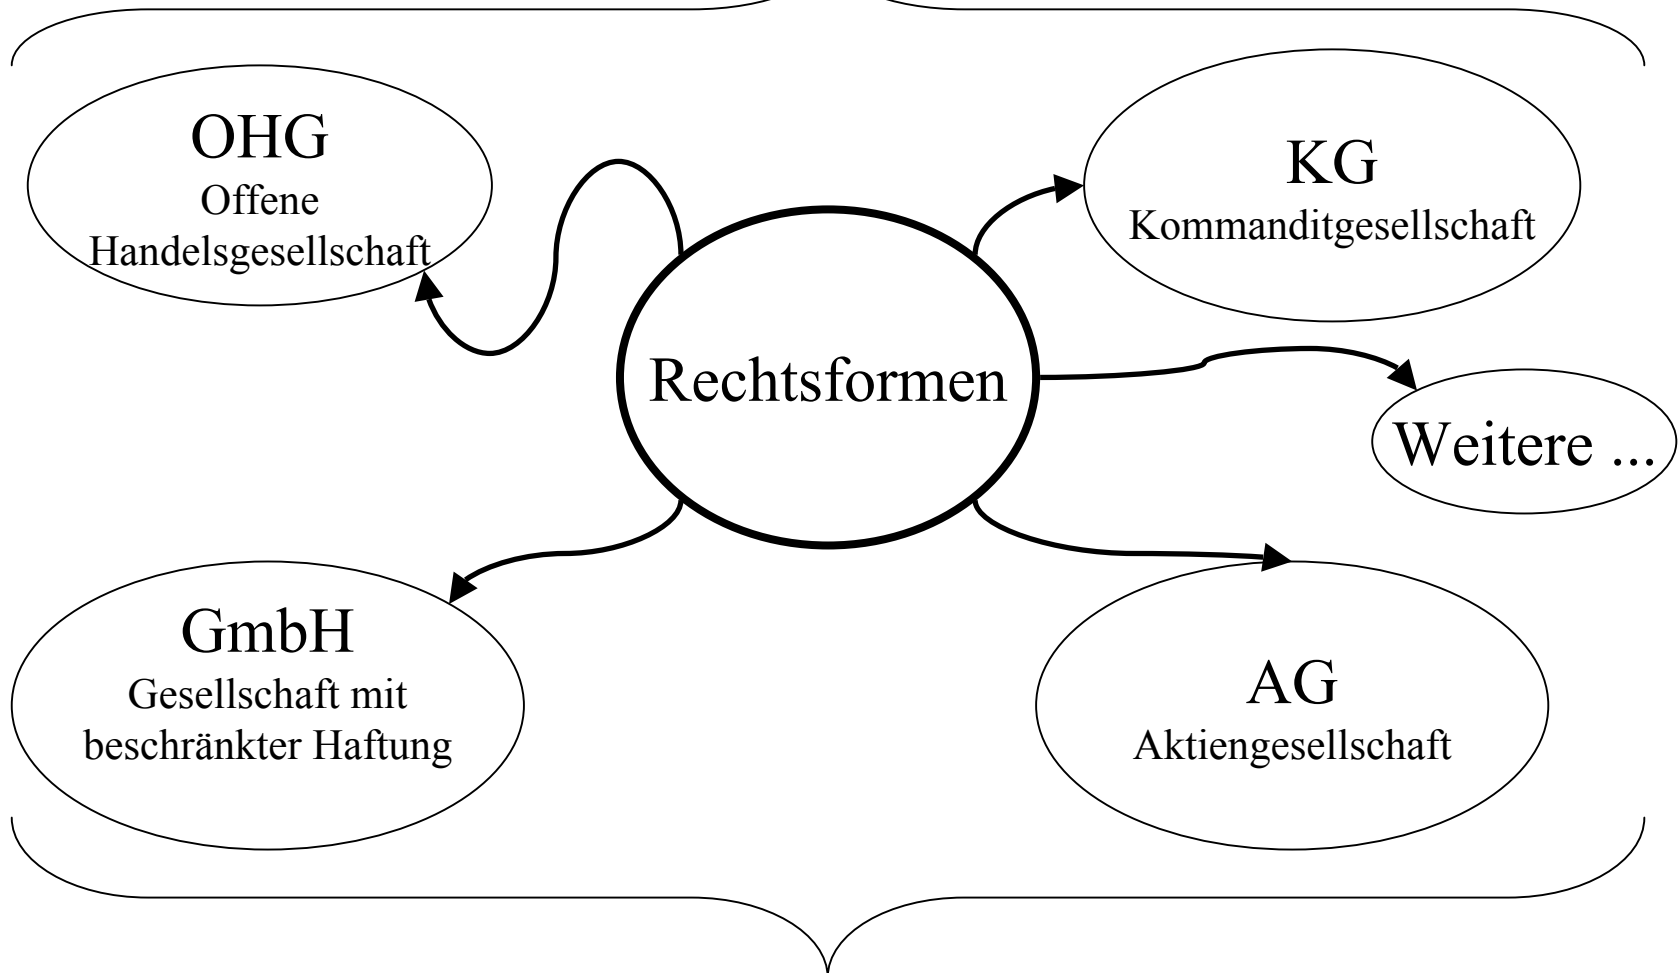 OHG
Offene
Handelsgesellschaft
KG
Kommanditgesellschaft
Rechtsformen
Weitere ...
GmbH
Gesellschaft mit
beschränkter Haftung
AG
Aktiengesellschaft